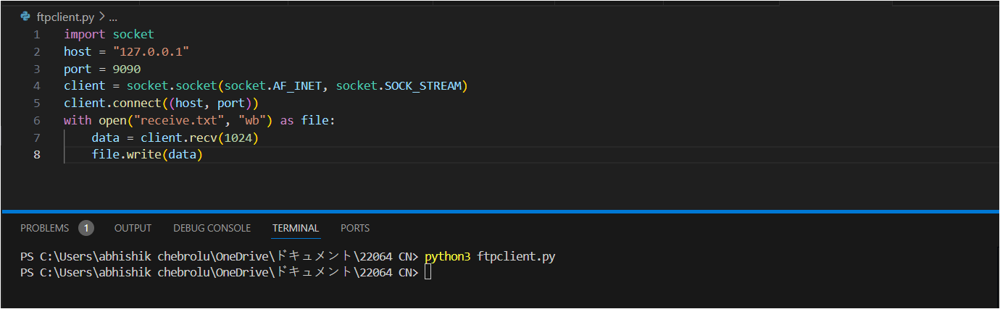 ftpclient.py > ...
1 import socket
2 host = "127.0.0.1"
3 port = 9090
4 client = socket.socket(socket.AF_INET, socket.SOCK_STREAM)
5 client.connect((host, port))
6 with open("receive.txt", "wb") as file:
7     data = client.recv(1024)
8     file.write(data)
PROBLEMS 1 OUTPUT DEBUG CONSOLE TERMINAL PORTS
PS C:\Users\abhishik chebrolu\OneDrive\ドキュメント\22064 CN> python3 ftpclient.py
PS C:\Users\abhishik chebrolu\OneDrive\ドキュメント\22064 CN>